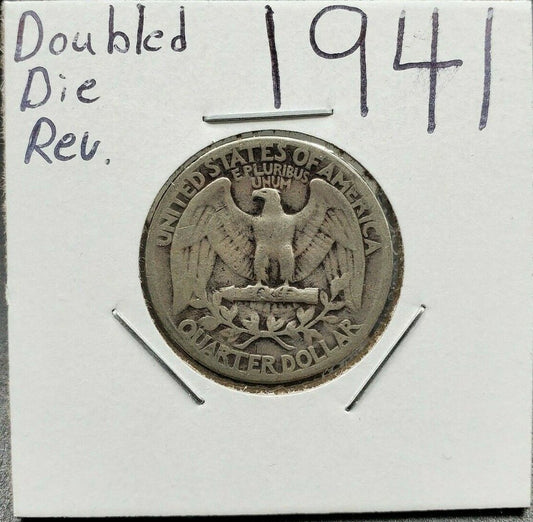 Doubled
Die
Rev.
1941
UNITED STATES OF AMERICA
E PLURIBUS
UNUM
QUARTER DOLLAR